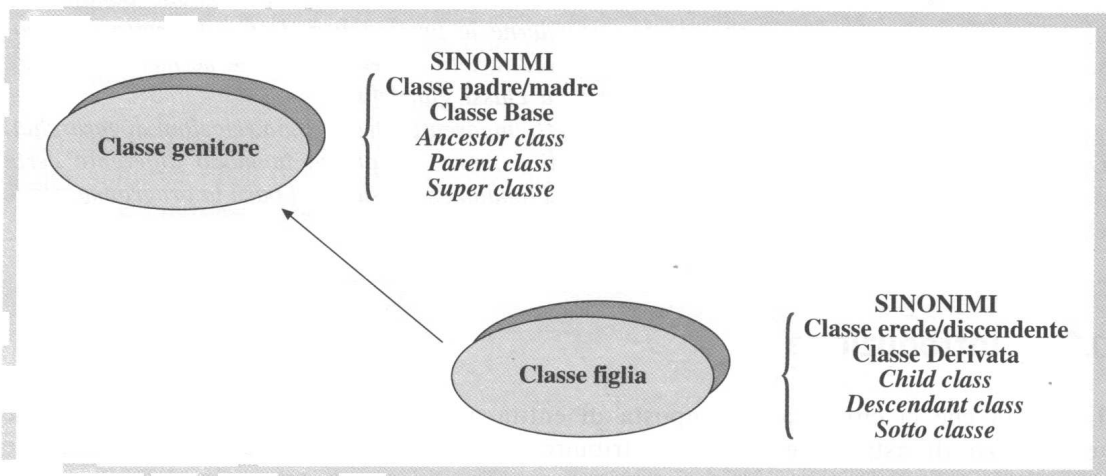 SINONIMI
Classe padre/madre
Classe Base
Ancestor class
Parent class
Super classe
Classe genitore
SINONIMI
Classe erede/discendente
Classe Derivata
Child class
Descendant class
Sotto classe
Classe figlia